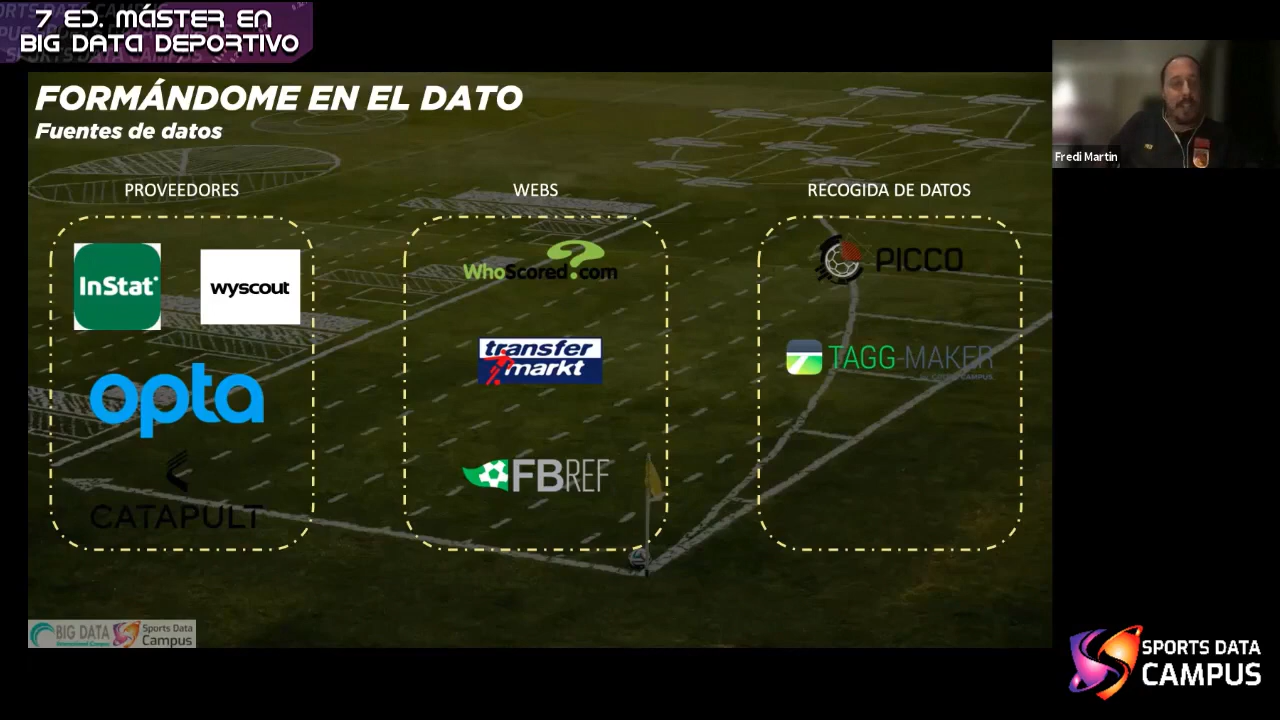 7 ED. MÁSTER EN
BIG DATA DEPORTIVO
FORMÁNDOME EN EL DATO
Fuentes de datos
PROVEEDORES
WEBS
RECOGIDA DE DATOS
InStat
wyscout
opta
CATAPULT
WhoScored?com
transfer
markt
FBREF
PICCO
TAGG-MAKER
Fredi Martín
BIG DATA
Sports Data
Campus
SPORTS DATA
CAMPUS